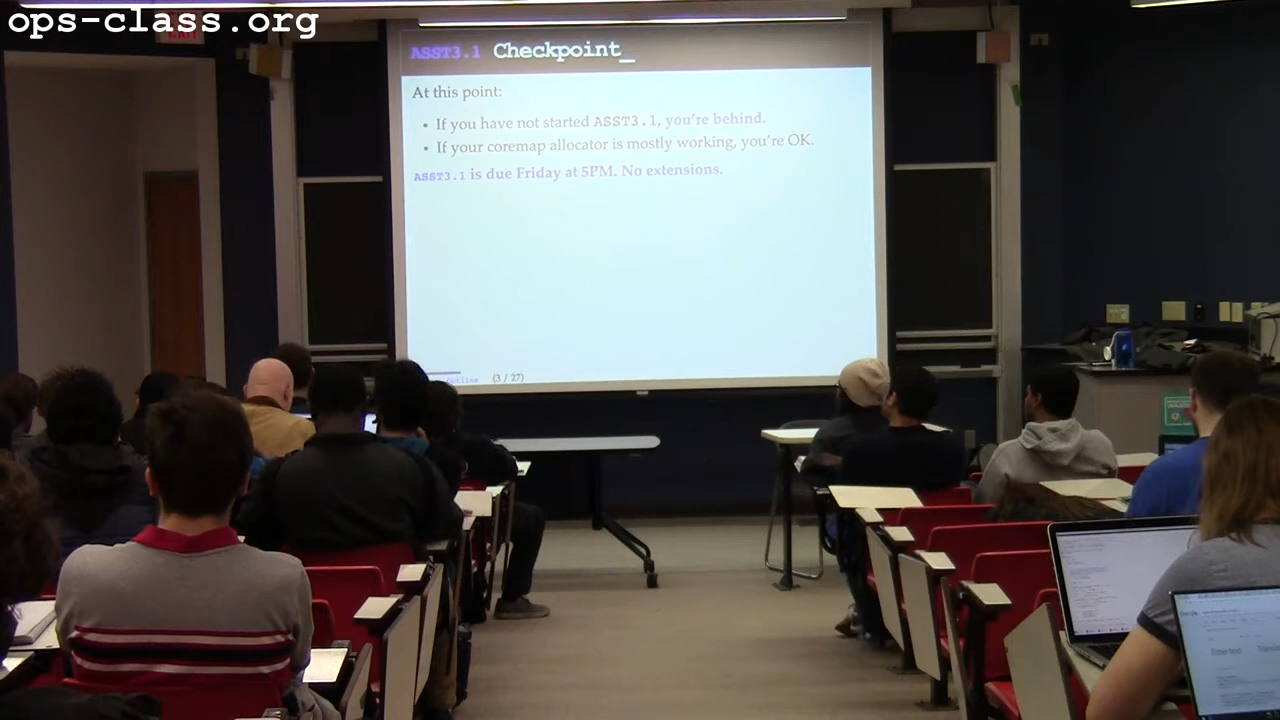 ops-class.org
EXIT
ASST3.1 Checkpoint_
At this point:
• If you have not started ASST3.1, you're behind.
• If your coremap allocator is mostly working, you're OK.
ASST3.1 is due Friday at 5PM. No extensions.
Outline (3 / 27)